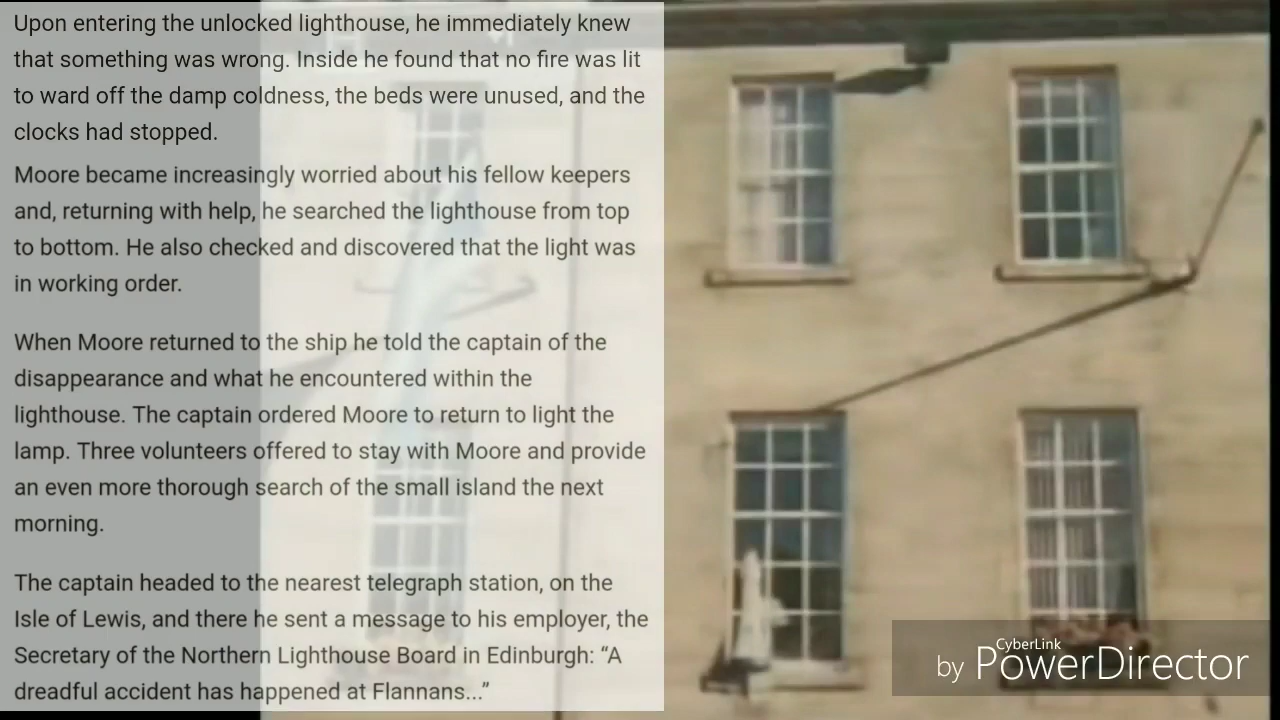 Upon entering the unlocked lighthouse, he immediately knew
that something was wrong. Inside he found that no fire was lit
to ward off the damp coldness, the beds were unused, and the
clocks had stopped.
Moore became increasingly worried about his fellow keepers
and, returning with help, he searched the lighthouse from top
to bottom. He also checked and discovered that the light was
in working order.
When Moore returned to the ship he told the captain of the
disappearance and what he encountered within the
lighthouse. The captain ordered Moore to return to light the
lamp. Three volunteers offered to stay with Moore and provide
an even more thorough search of the small island the next
morning.
The captain headed to the nearest telegraph station, on the
Isle of Lewis, and there he sent a message to his employer, the
Secretary of the Northern Lighthouse Board in Edinburgh: “A
dreadful accident has happened at Flannans...”
CyberLink
by PowerDirector